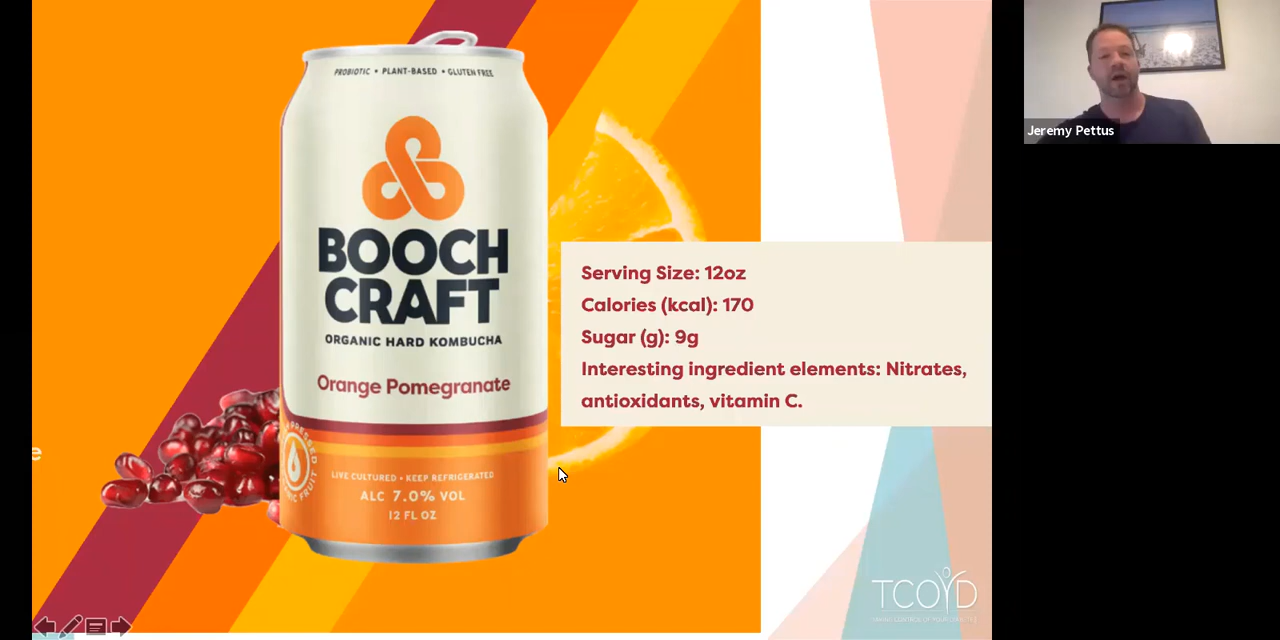 PROBIOTIC • PLANT-BASED • GLUTEN FREE
BOOCH
CRAFT
ORGANIC HARD KOMBUCHA
Orange Pomegranate
LIVE CULTURED • KEEP REFRIGERATED
ALC 7.0% VOL
12 FL OZ
Serving Size: 12oz
Calories (kcal): 170
Sugar (g): 9g
Interesting ingredient elements: Nitrates,
antioxidants, vitamin C.
e
TCOYD
Jeremy Pettus